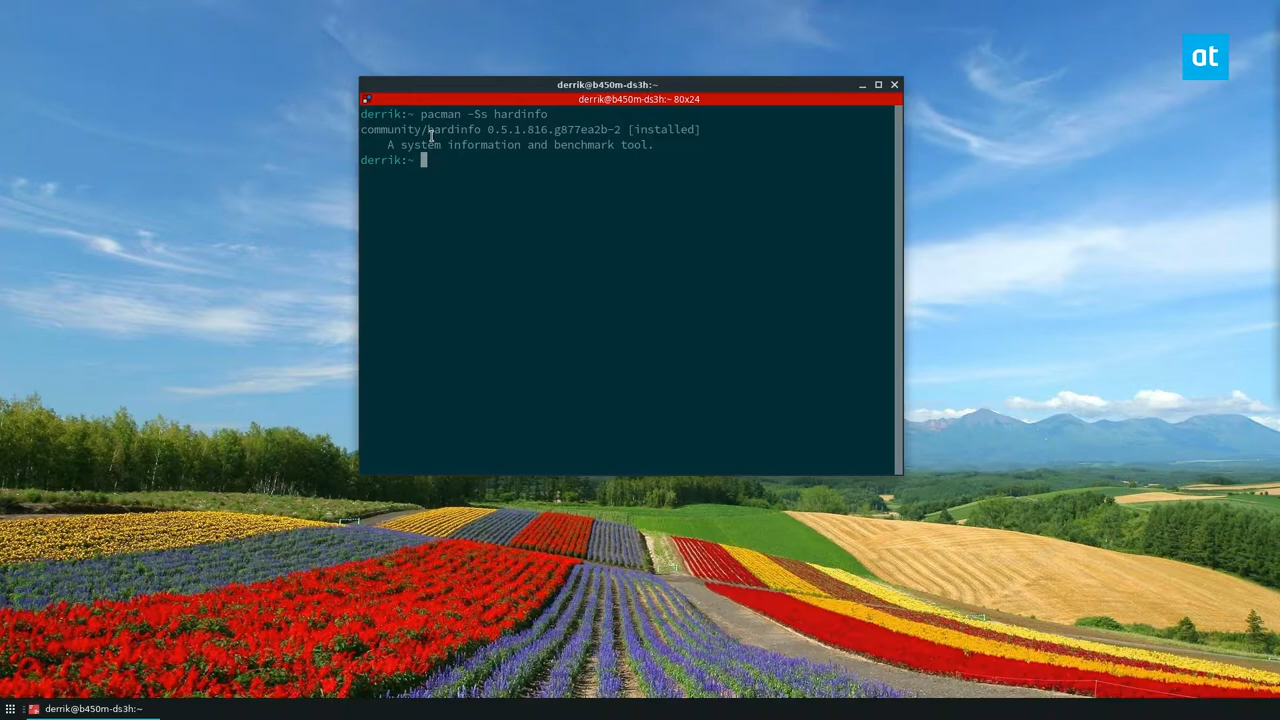 at
derrik@b450m-ds3h:~
derrik@b450m-ds3h:~ 80x24
derrik:~ pacman -Ss hardinfo
community/hardinfo 0.5.1.816.g877ea2b-2 [installed]
    A system information and benchmark tool.
derrik:~
derrik@b450m-ds3h:~